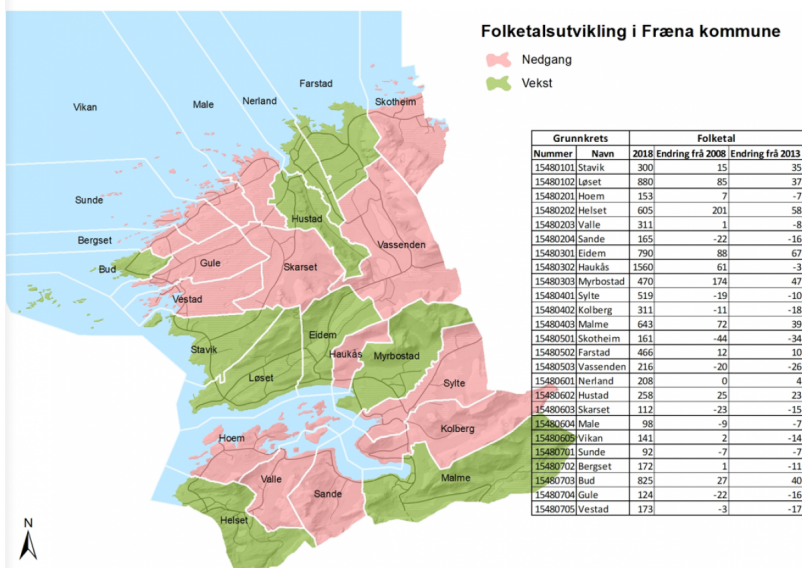 Folketalsutvikling i Fræna kommune
Nedgang
Vekst
Vikan
Male
Nerland
Farstad
Skotheim
Sunde
Hustad
Bergset
Vassenden
Bud
Gule
Skarset
Vestad
Stavik
Eidem
Haukås
Myrbostad
Løset
Sylte
Hoem
Kolberg
Valle
Sande
Malme
Helset
N
Grunnkrets Folketal
Nummer Navn 2018 Endring frå 2008 Endring frå 2013
15480101 Stavik 300 15 35
15480102 Løset 880 85 37
15480201 Hoem 153 7 -7
15480202 Helset 605 201 58
15480203 Valle 311 1 -8
15480204 Sande 165 -22 -16
15480301 Eidem 790 88 67
15480302 Haukås 1560 61 -3
15480303 Myrbostad 470 174 47
15480401 Sylte 519 -19 -10
15480402 Kolberg 311 -11 -18
15480403 Malme 643 72 39
15480501 Skotheim 161 -44 -34
15480502 Farstad 466 12 10
15480503 Vassenden 216 -20 -26
15480601 Nerland 208 0 4
15480602 Hustad 258 25 23
15480603 Skarset 112 -23 -15
15480604 Male 98 -9 -7
15480605 Vikan 141 2 -14
15480701 Sunde 92 -7 -7
15480702 Bergset 172 1 -11
15480703 Bud 825 27 40
15480704 Gule 124 -22 -16
15480705 Vestad 173 -3 -17